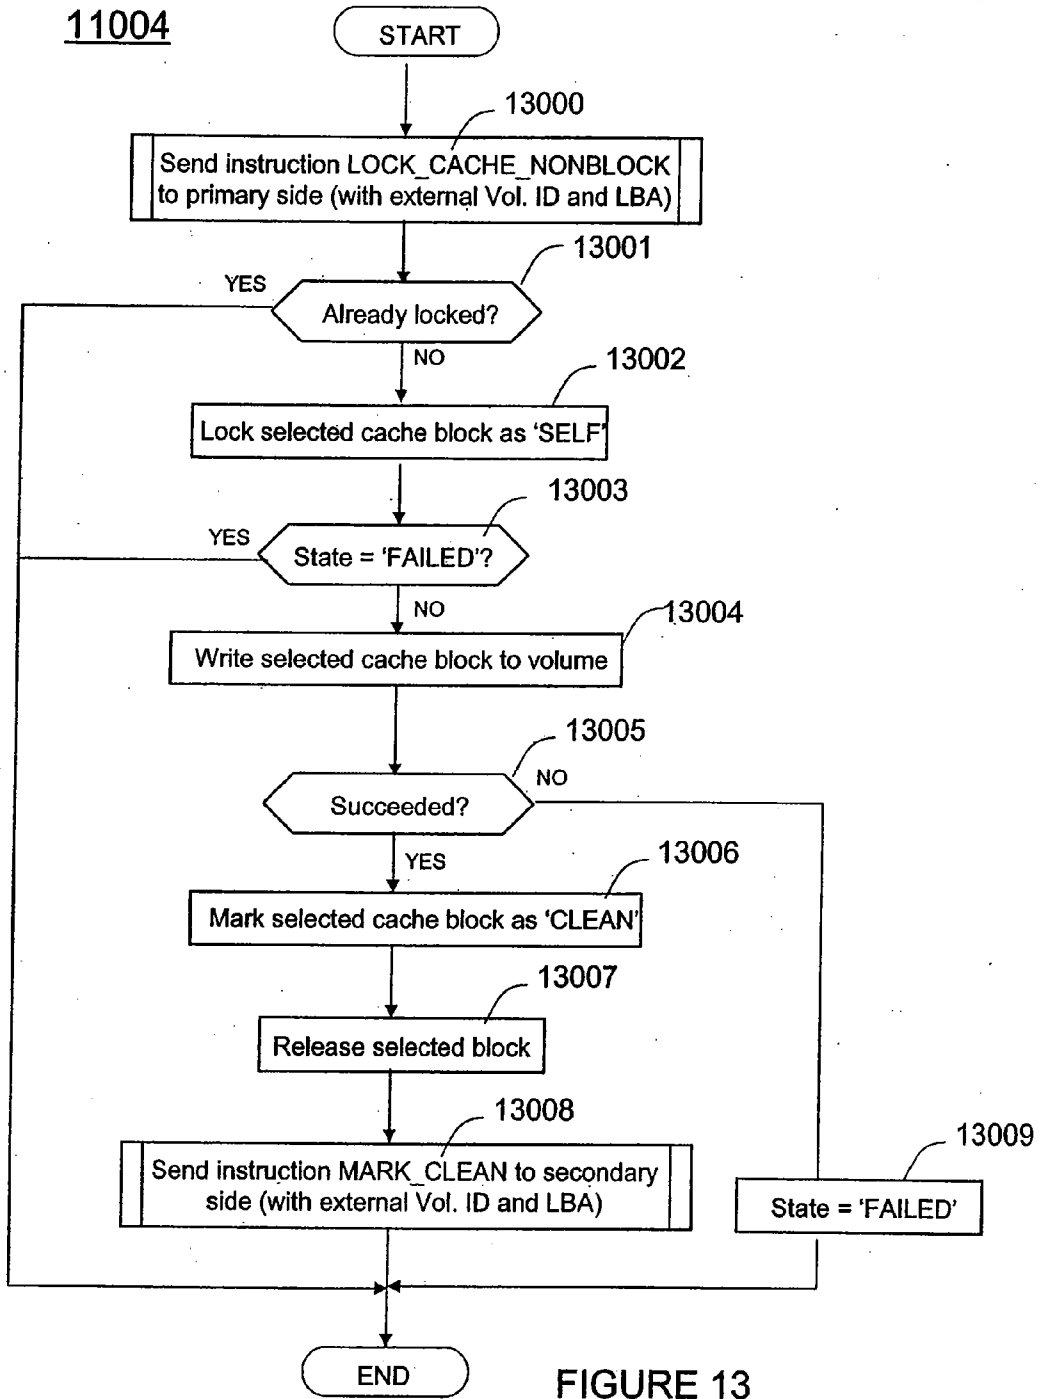 11004
START
13000
Send instruction LOCK_CACHE_NONBLOCK
to primary side (with external Vol. ID and LBA)
13001
YES
Already locked?
NO
13002
Lock selected cache block as 'SELF'
13003
YES
State = 'FAILED'?
NO
13004
Write selected cache block to volume
13005
NO
Succeeded?
YES
13006
Mark selected cache block as 'CLEAN'
13007
Release selected block
13008
Send instruction MARK_CLEAN to secondary
side (with external Vol. ID and LBA)
13009
State = 'FAILED'
END
FIGURE 13